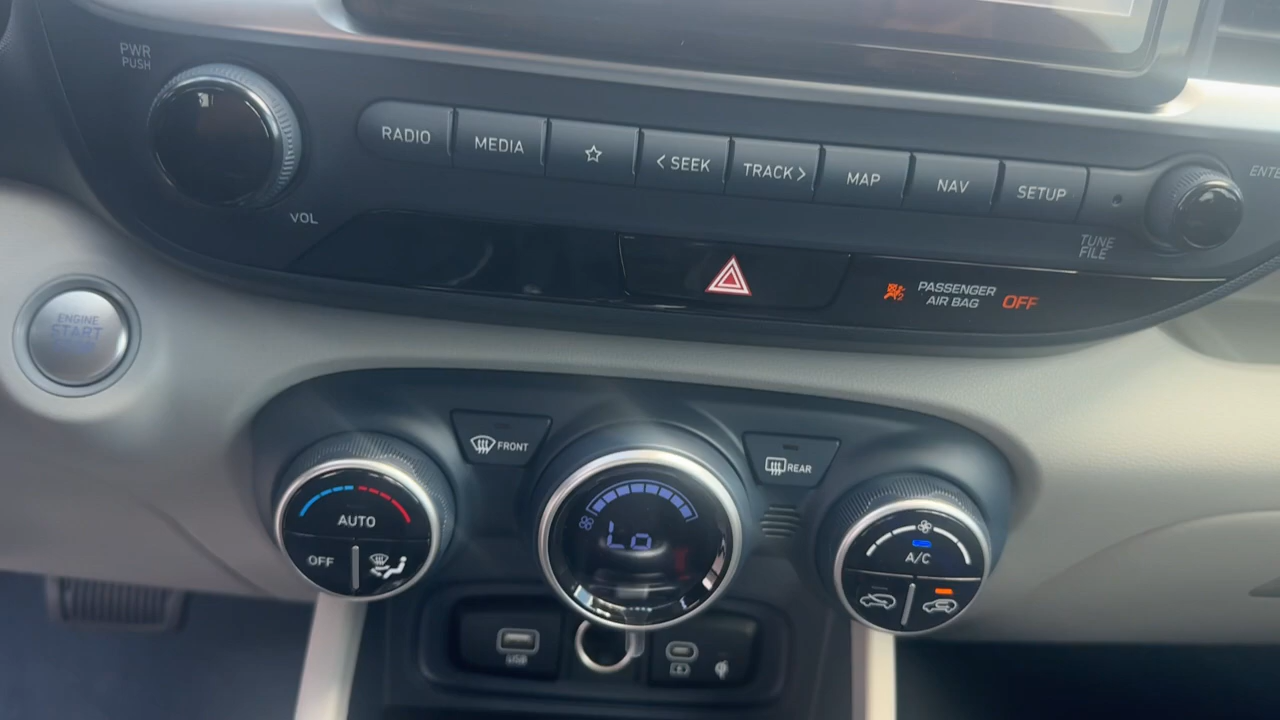 PWR
PUSH
VOL
RADIO
MEDIA
< SEEK
TRACK >
MAP
NAV
SETUP
TUNE
FILE
PASSENGER
AIR BAG OFF
ENGINE
START
FRONT
REAR
AUTO
OFF
Lo
A/C
USB